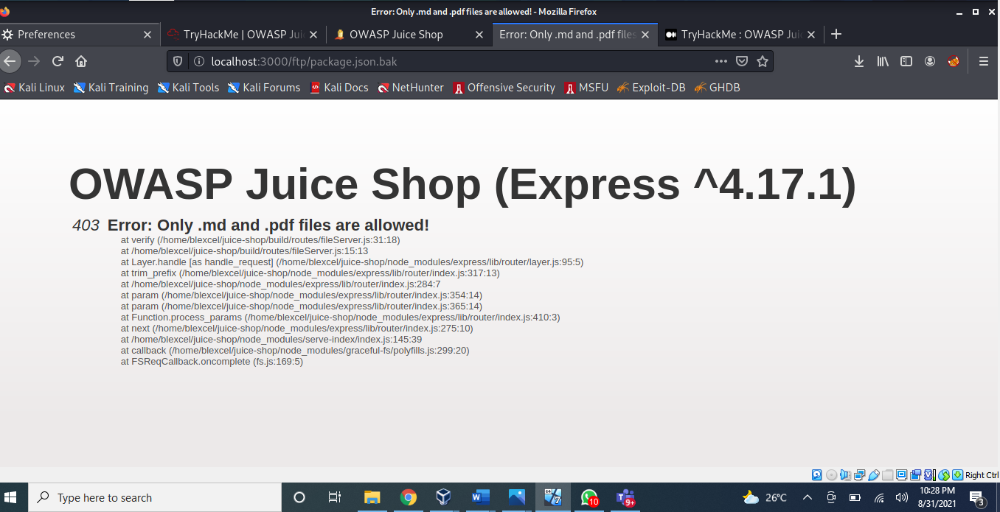 Error: Only .md and .pdf files are allowed! - Mozilla Firefox
Preferences
TryHackMe | OWASP Jui
OWASP Juice Shop
Error: Only .md and .pdf files
TryHackMe : OWASP Jui
localhost:3000/ftp/package.json.bak
Kali Linux Kali Training Kali Tools Kali Forums Kali Docs NetHunter Offensive Security MSFU Exploit-DB GHDB
OWASP Juice Shop (Express ^4.17.1)
403 Error: Only .md and .pdf files are allowed!
at verify (/home/blexcel/juice-shop/build/routes/fileServer.js:31:18)
at /home/blexcel/juice-shop/build/routes/fileServer.js:15:13
at Layer.handle [as handle_request] (/home/blexcel/juice-shop/node_modules/express/lib/router/layer.js:95:5)
at trim_prefix (/home/blexcel/juice-shop/node_modules/express/lib/router/index.js:317:13)
at /home/blexcel/juice-shop/node_modules/express/lib/router/index.js:284:7
at param (/home/blexcel/juice-shop/node_modules/express/lib/router/index.js:354:14)
at param (/home/blexcel/juice-shop/node_modules/express/lib/router/index.js:365:14)
at Function.process_params (/home/blexcel/juice-shop/node_modules/express/lib/router/index.js:410:3)
at next (/home/blexcel/juice-shop/node_modules/express/lib/router/index.js:275:10)
at /home/blexcel/juice-shop/node_modules/serve-index/index.js:145:39
at callback (/home/blexcel/juice-shop/node_modules/graceful-fs/polyfills.js:299:20)
at FSReqCallback.oncomplete (fs.js:169:5)
Right Ctrl
Type here to search
10
9+
26°C
10:28 PM
8/31/2021
3